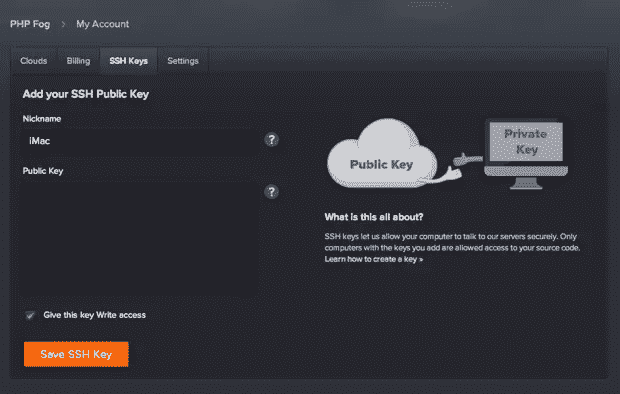 PHP Fog > My Account
Clouds Billing SSH Keys Settings
Add your SSH Public Key
Nickname
iMac ?
Public Key
?
Give this key Write access
Save SSH Key
Public Key
Private
Key
What is this all about?
SSH keys let us allow your computer to talk to our servers securely. Only
computers with the keys you add are allowed access to your source code.
Learn how to create a key »